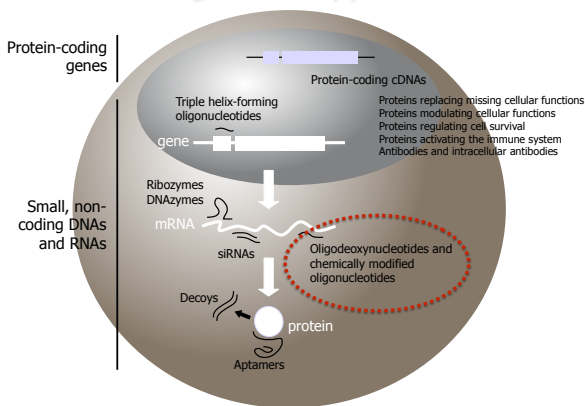 Protein-coding
genes
Protein-coding cDNAs
Triple helix-forming
oligonucleotides
Proteins replacing missing cellular functions
Proteins modulating cellular functions
Proteins regulating cell survival
Proteins activating the immune system
Antibodies and intracellular antibodies
gene
Small, non-
coding DNAs
and RNAs
Ribozymes
DNAzymes
mRNA
siRNAs
Oligodeoxynucleotides and
chemically modified
oligonucleotides
Decoys
protein
Aptamers